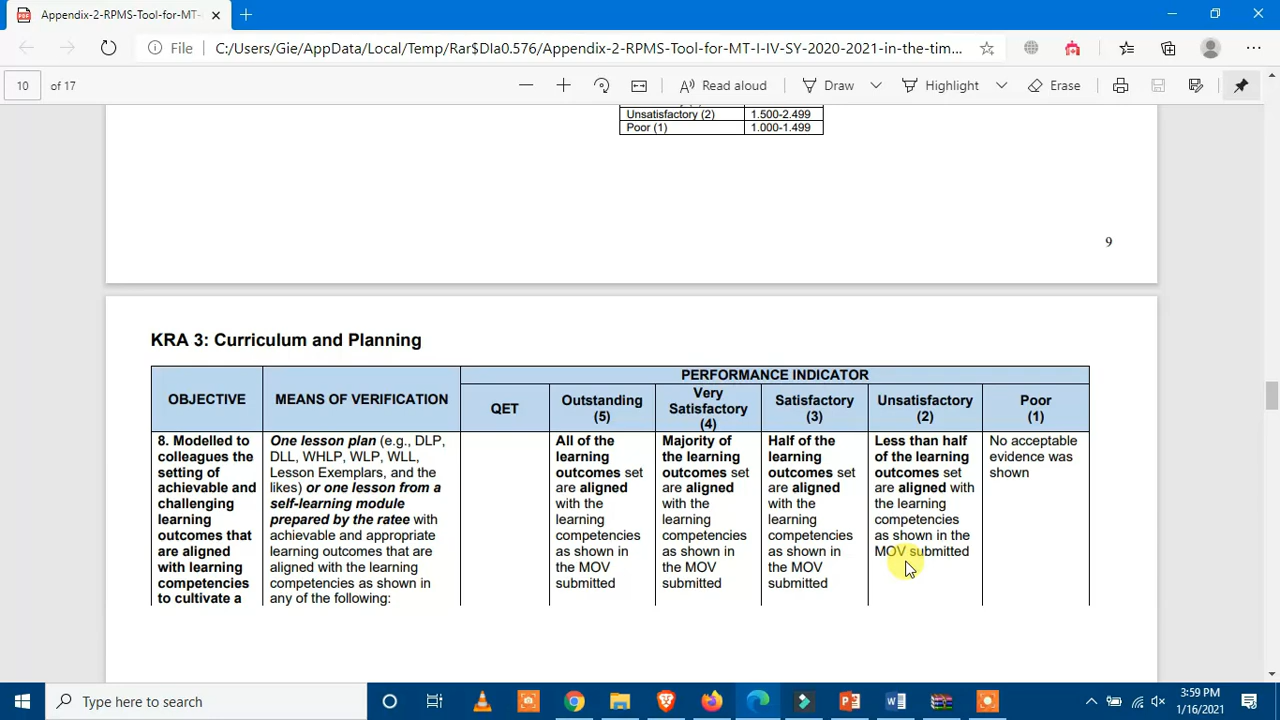 Appendix-2-RPMS-Tool-for-MT-
File
C:/Users/Gie/AppData/Local/Temp/Rar$DIa0.576/Appendix-2-RPMS-Tool-for-MT-I-IV-SY-2020-2021-in-the-tim...
10 of 17
Read aloud
Draw
Highlight
Erase
Unsatisfactory (2) 1.500-2.499
Poor (1) 1.000-1.499
9
KRA 3: Curriculum and Planning
OBJECTIVE
MEANS OF VERIFICATION
PERFORMANCE INDICATOR
QET
Outstanding
(5)
Very
Satisfactory
(4)
Satisfactory
(3)
Unsatisfactory
(2)
Poor
(1)
8. Modelled to
colleagues the
setting of
achievable and
challenging
learning
outcomes that
are aligned
with learning
competencies
to cultivate a
One lesson plan (e.g., DLP,
DLL, WHLP, WLP, WLL,
Lesson Exemplars, and the
likes) or one lesson from a
self-learning module
prepared by the ratee with
achievable and appropriate
learning outcomes that are
aligned with the learning
competencies as shown in
any of the following:
All of the
learning
outcomes set
are aligned
with the
learning
competencies
as shown in
the MOV
submitted
Majority of
the learning
outcomes set
are aligned
with the
learning
competencies
as shown in
the MOV
submitted
Half of the
learning
outcomes set
are aligned
with the
learning
competencies
as shown in
the MOV
submitted
Less than half
of the learning
outcomes set
are aligned with
the learning
competencies
as shown in the
MOV submitted
No acceptable
evidence was
shown
Type here to search
3:59 PM
1/16/2021